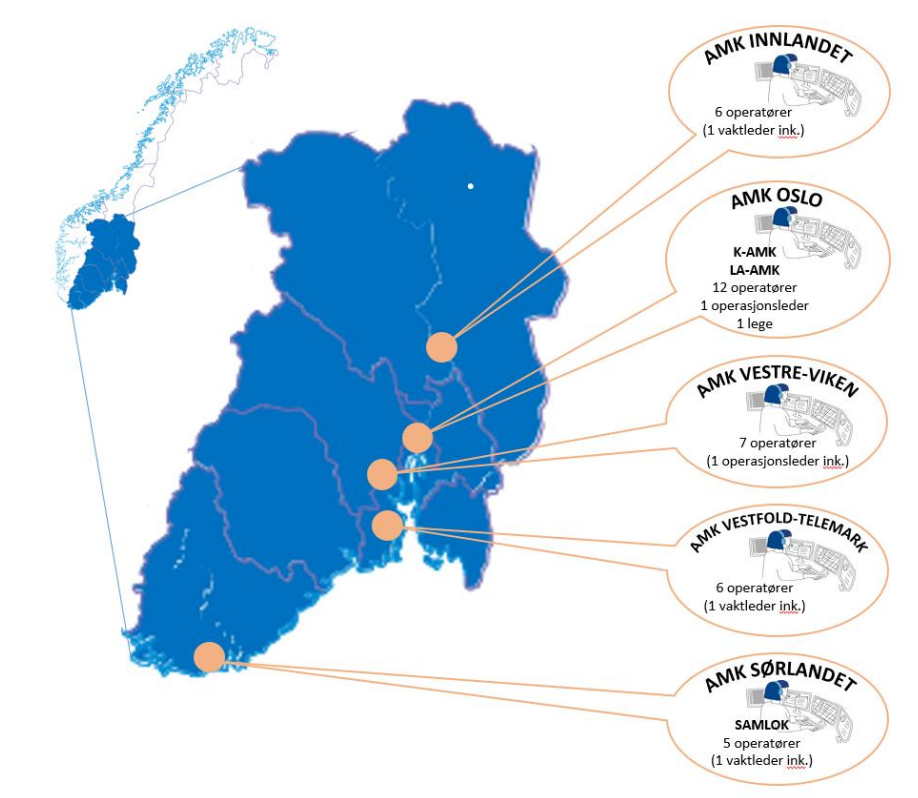 AMK INNLANDET
6 operatører
(1 vaktleder ink.)
AMK OSLO
K-AMK
LA-AMK
12 operatører
1 operasjonsleder
1 lege
AMK VESTRE-VIKEN
7 operatører
(1 operasjonsleder ink.)
AMK VESTFOLD-TELEMARK
6 operatører
(1 vaktleder ink.)
AMK SØRLANDET
SAMLOK
5 operatører
(1 vaktleder ink.)